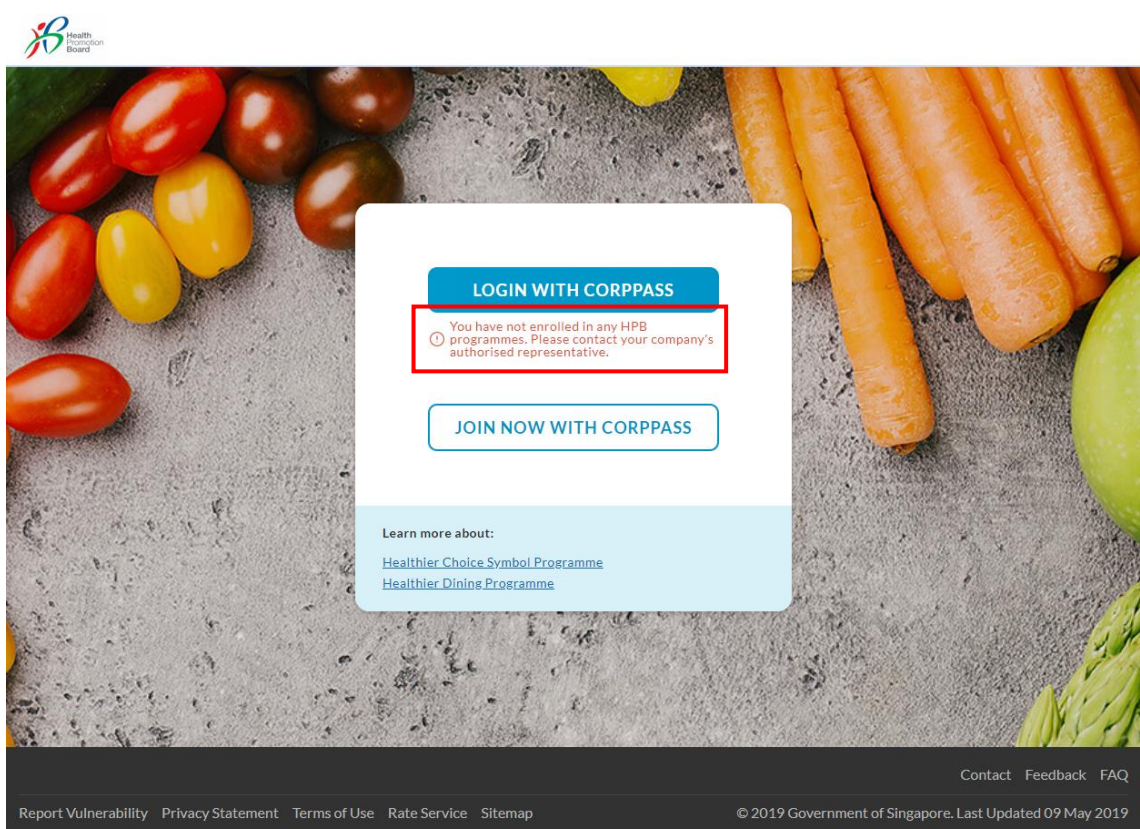 Health
Promotion
Board
LOGIN WITH CORPPASS
You have not enrolled in any HPB
programmes. Please contact your company's
authorised representative.
JOIN NOW WITH CORPPASS
Learn more about:
Healthier Choice Symbol Programme
Healthier Dining Programme
Contact Feedback FAQ
Report Vulnerability Privacy Statement Terms of Use Rate Service Sitemap © 2019 Government of Singapore. Last Updated 09 May 2019